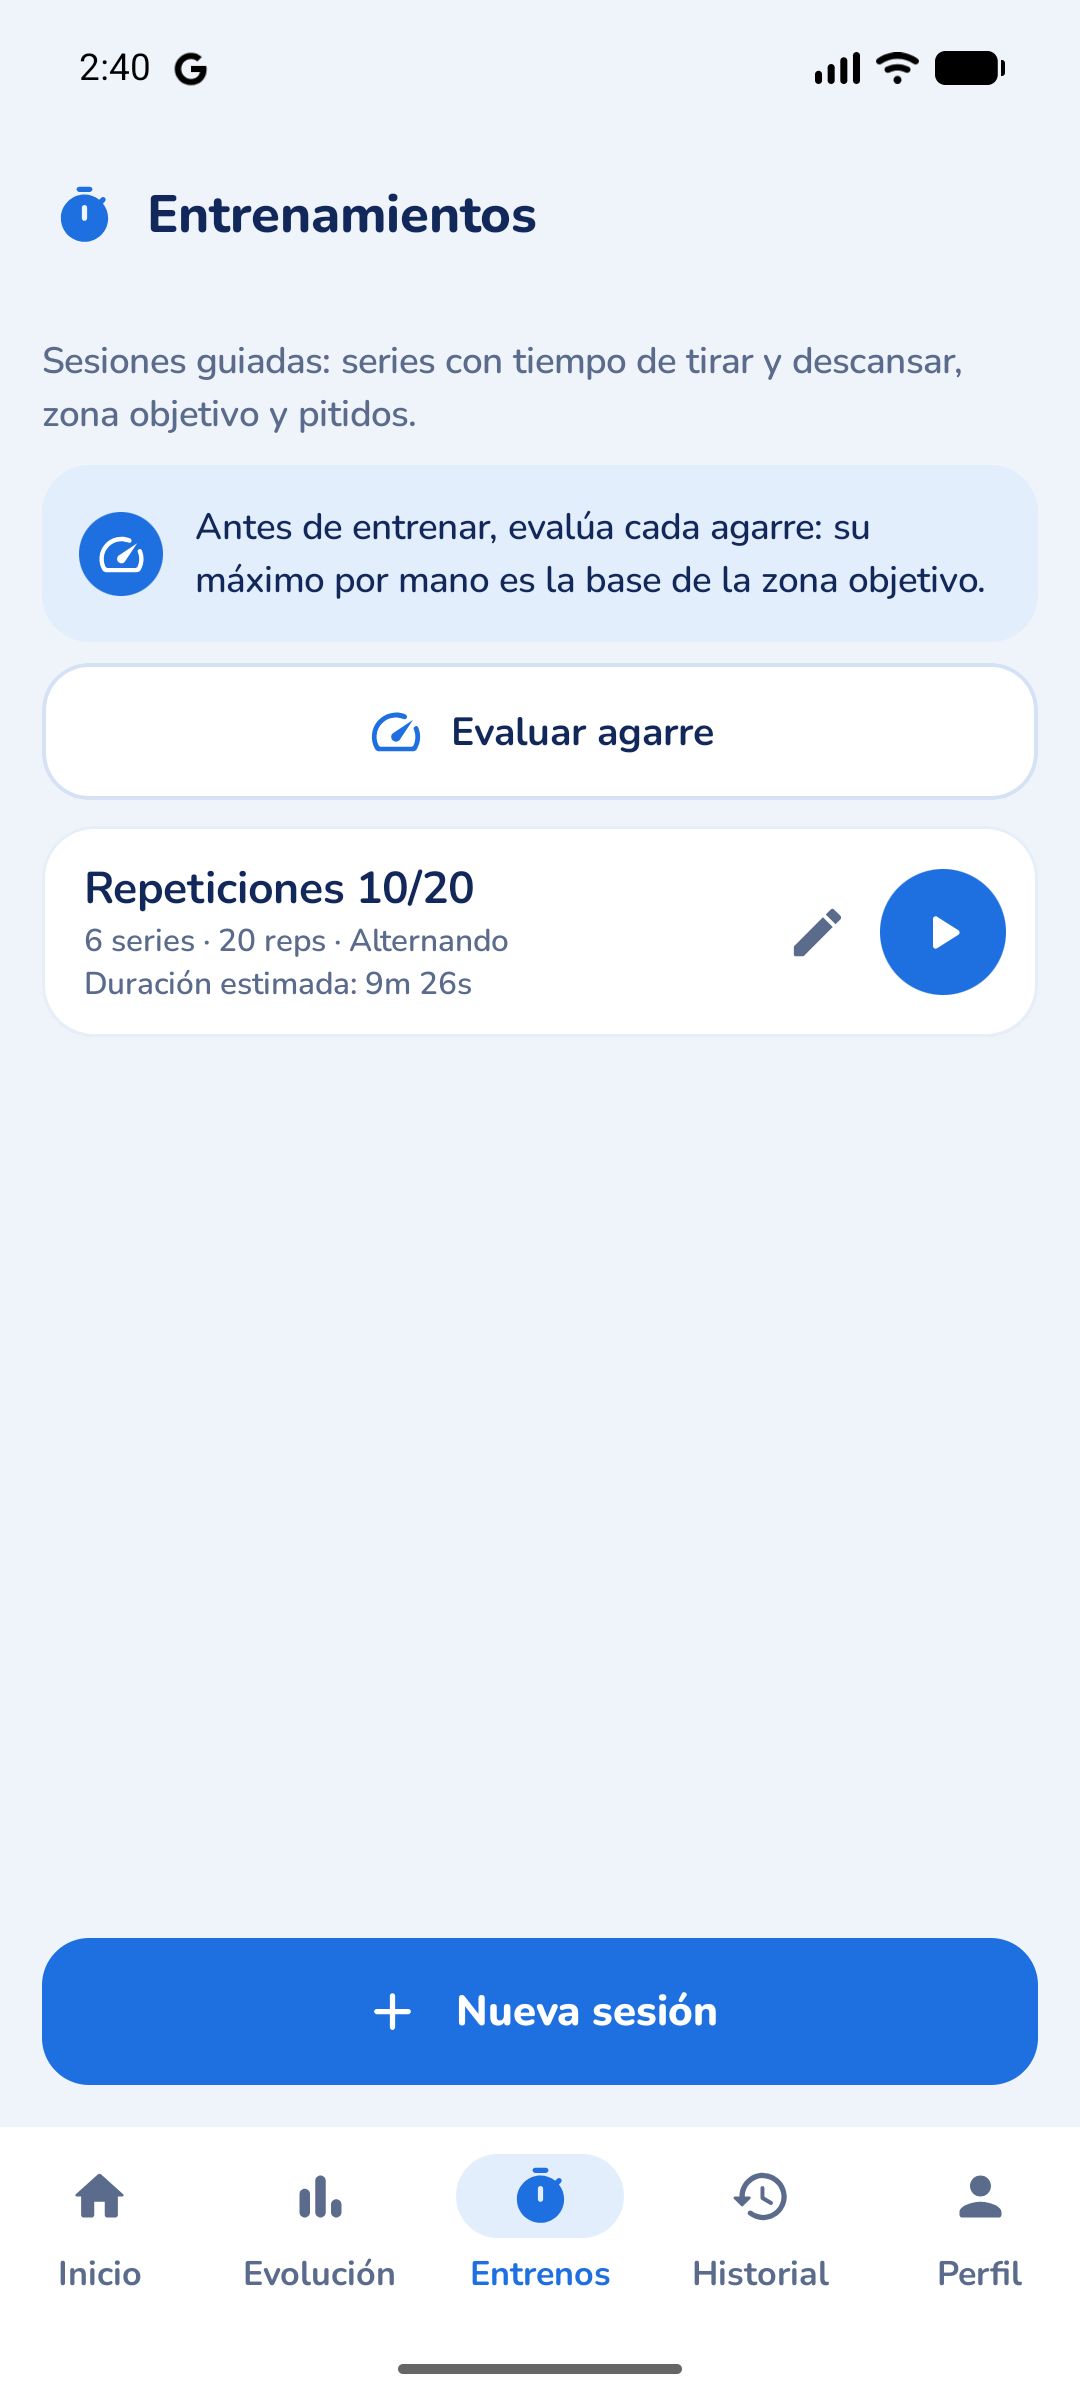 2:40
Entrenamientos
Sesiones guiadas: series con tiempo de tirar y descansar,
zona objetivo y pitidos.
Antes de entrenar, evalúa cada agarre: su
máximo por mano es la base de la zona objetivo.
Evaluar agarre
Repeticiones 10/20
6 series · 20 reps · Alternando
Duración estimada: 9m 26s
Nueva sesión
Inicio
Evolución
Entrenos
Historial
Perfil